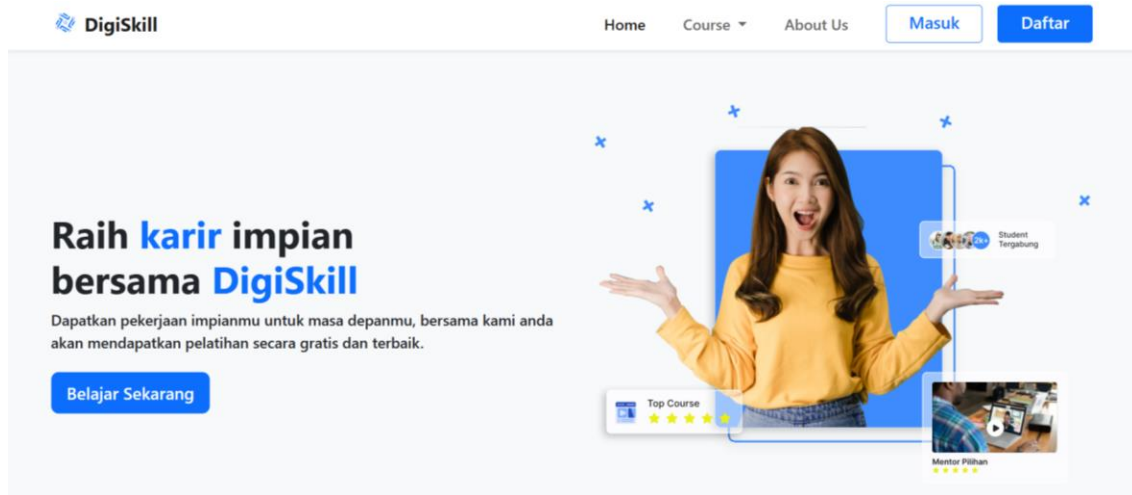 DigiSkill
Home
Course
About Us
Masuk
Daftar
Raih karir impian
bersama DigiSkill
Dapatkan pekerjaan impianmu untuk masa depanmu, bersama kami anda
akan mendapatkan pelatihan secara gratis dan terbaik.
Belajar Sekarang
2k+
Student
Tergabung
Top Course
Mentor Pilihan